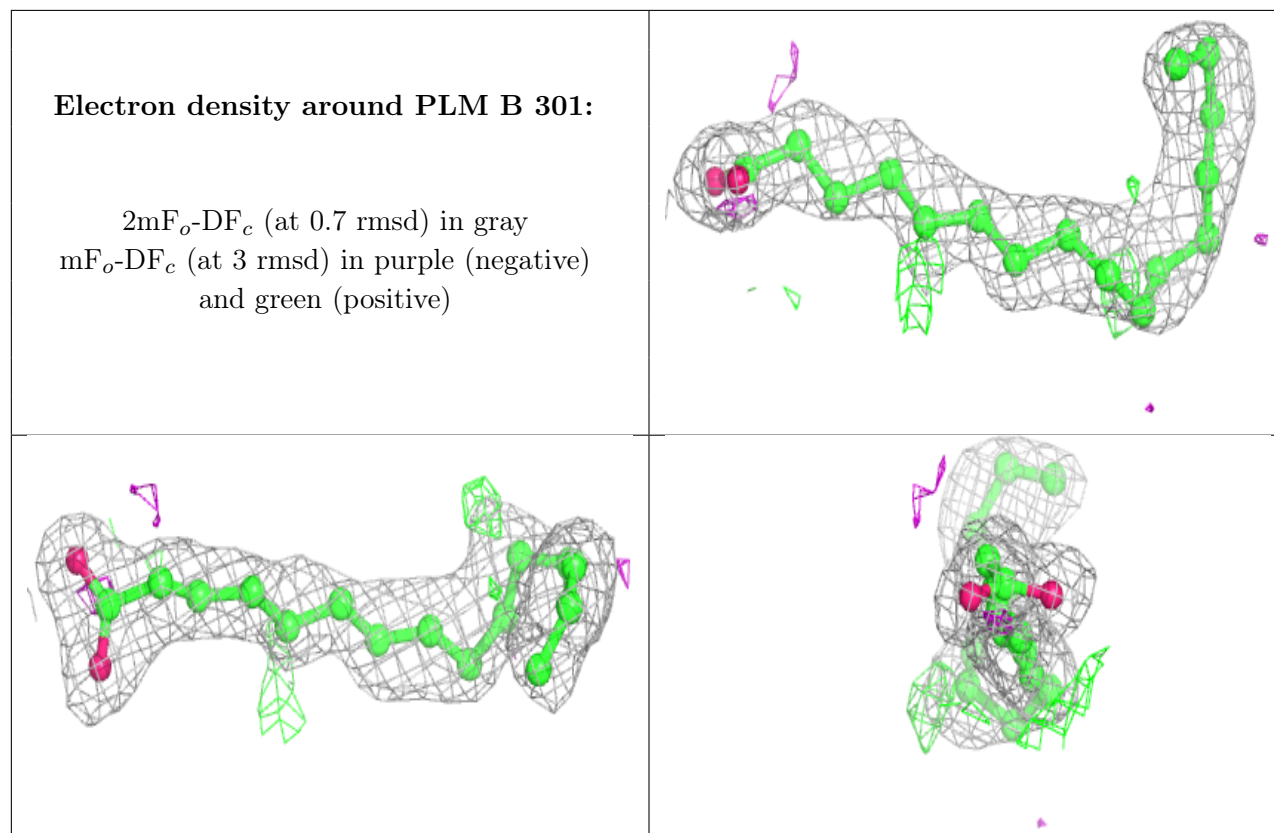 Electron density around PLM B 301:
2mFo-DFc (at 0.7 rmsd) in gray
mFo-DFc (at 3 rmsd) in purple (negative)
and green (positive)